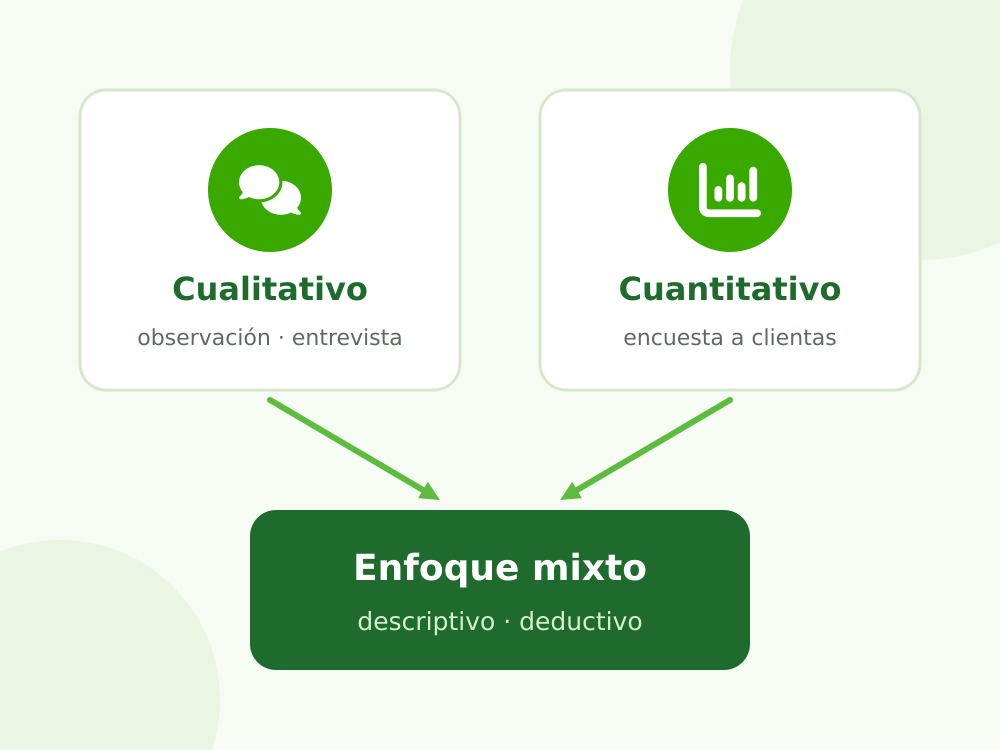 Cualitativo
observación · entrevista
Cuantitativo
encuesta a clientas
Enfoque mixto
descriptivo · deductivo